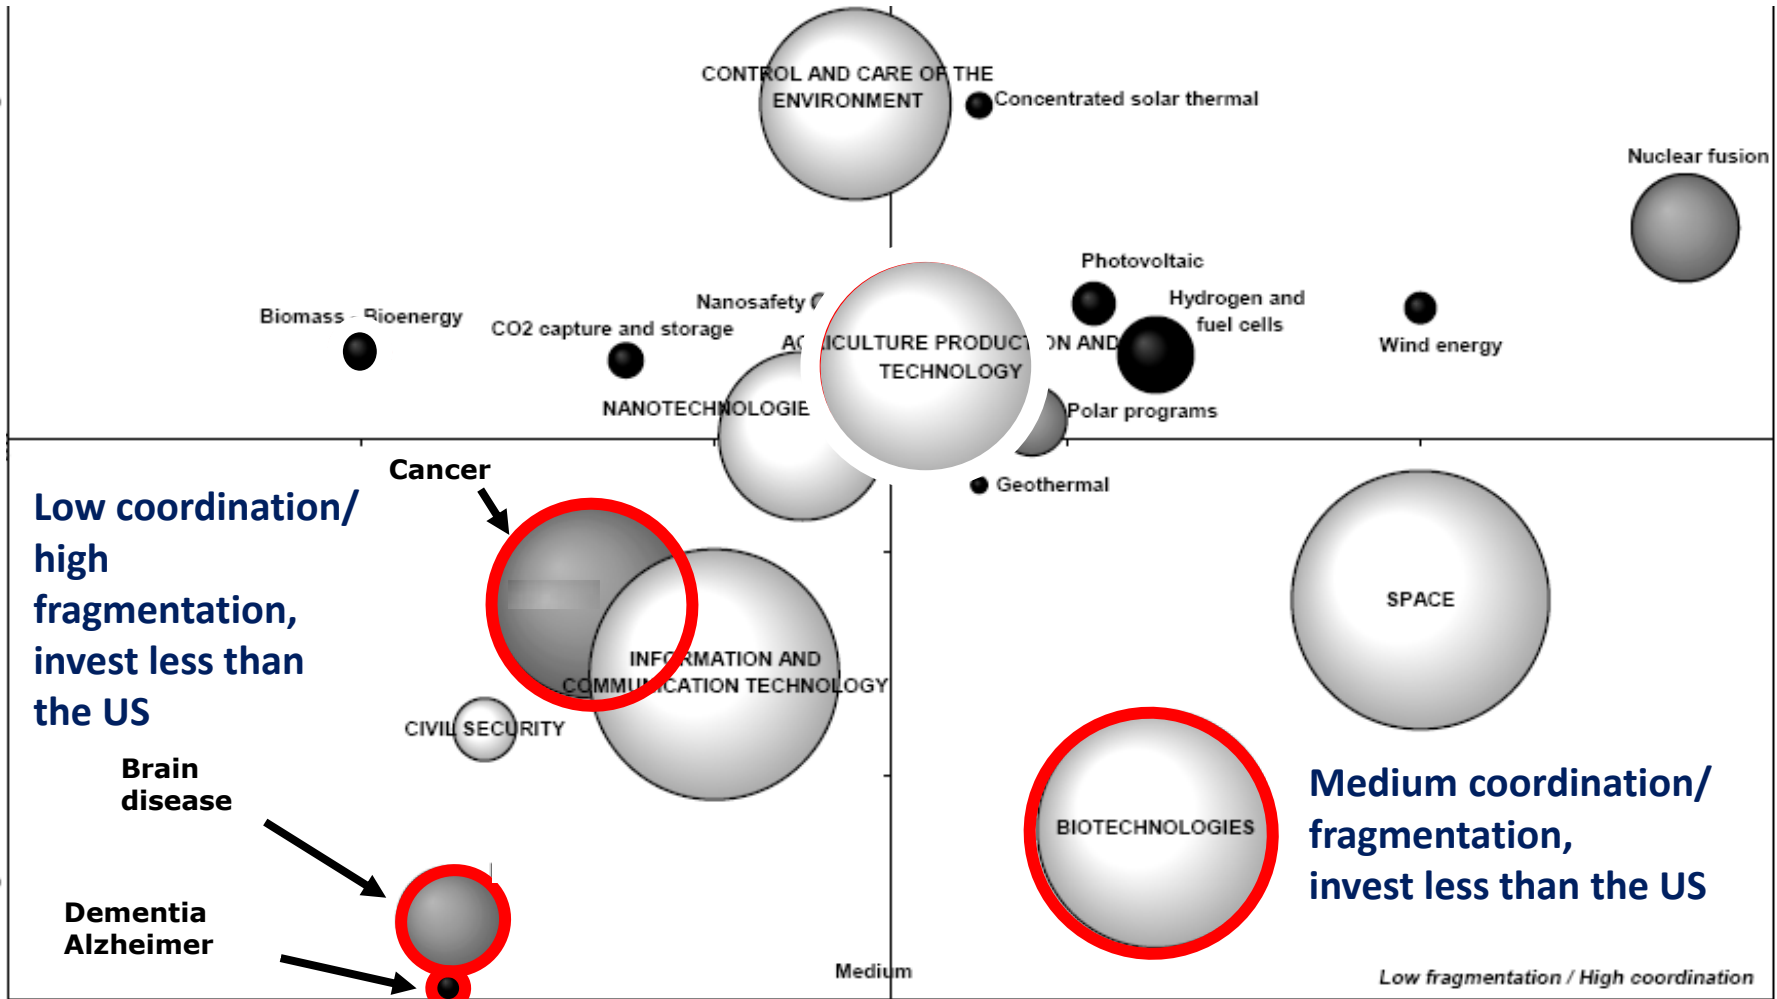 CONTROL AND CARE OF THE
ENVIRONMENT
Concentrated solar thermal
Nuclear fusion
Photovoltaic
Hydrogen and
fuel cells
Nanosafety
Biomass - Bioenergy
CO2 capture and storage
Wind energy
AGRICULTURE PRODUCTION AND
TECHNOLOGY
NANOTECHNOLOGIE
Polar programs
Cancer
Geothermal
Low coordination/
high
fragmentation,
invest less than
the US
SPACE
INFORMATION AND
COMMUNICATION TECHNOLOGY
CIVIL SECURITY
Brain
disease
Medium coordination/
fragmentation,
invest less than the US
BIOTECHNOLOGIES
Dementia
Alzheimer
Medium
Low fragmentation / High coordination